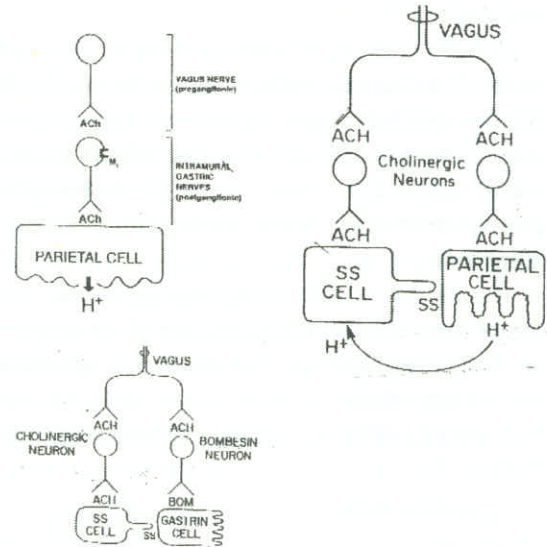 VAGUS NERVE
(preganglionic)
ACh
M₁
INTRAMURAL
GASTRIC
NERVES
(postganglionic)
ACh
PARIETAL CELL
H⁺
VAGUS
ACH
ACH
Cholinergic
Neurons
ACH
ACH
SS
CELL
SS
PARIETAL
CELL
H⁺
H⁺
VAGUS
ACH
ACH
CHOLINERGIC
NEURON
BOMBESIN
NEURON
ACH
BOM
SS
CELL
SS
GASTRIN
CELL